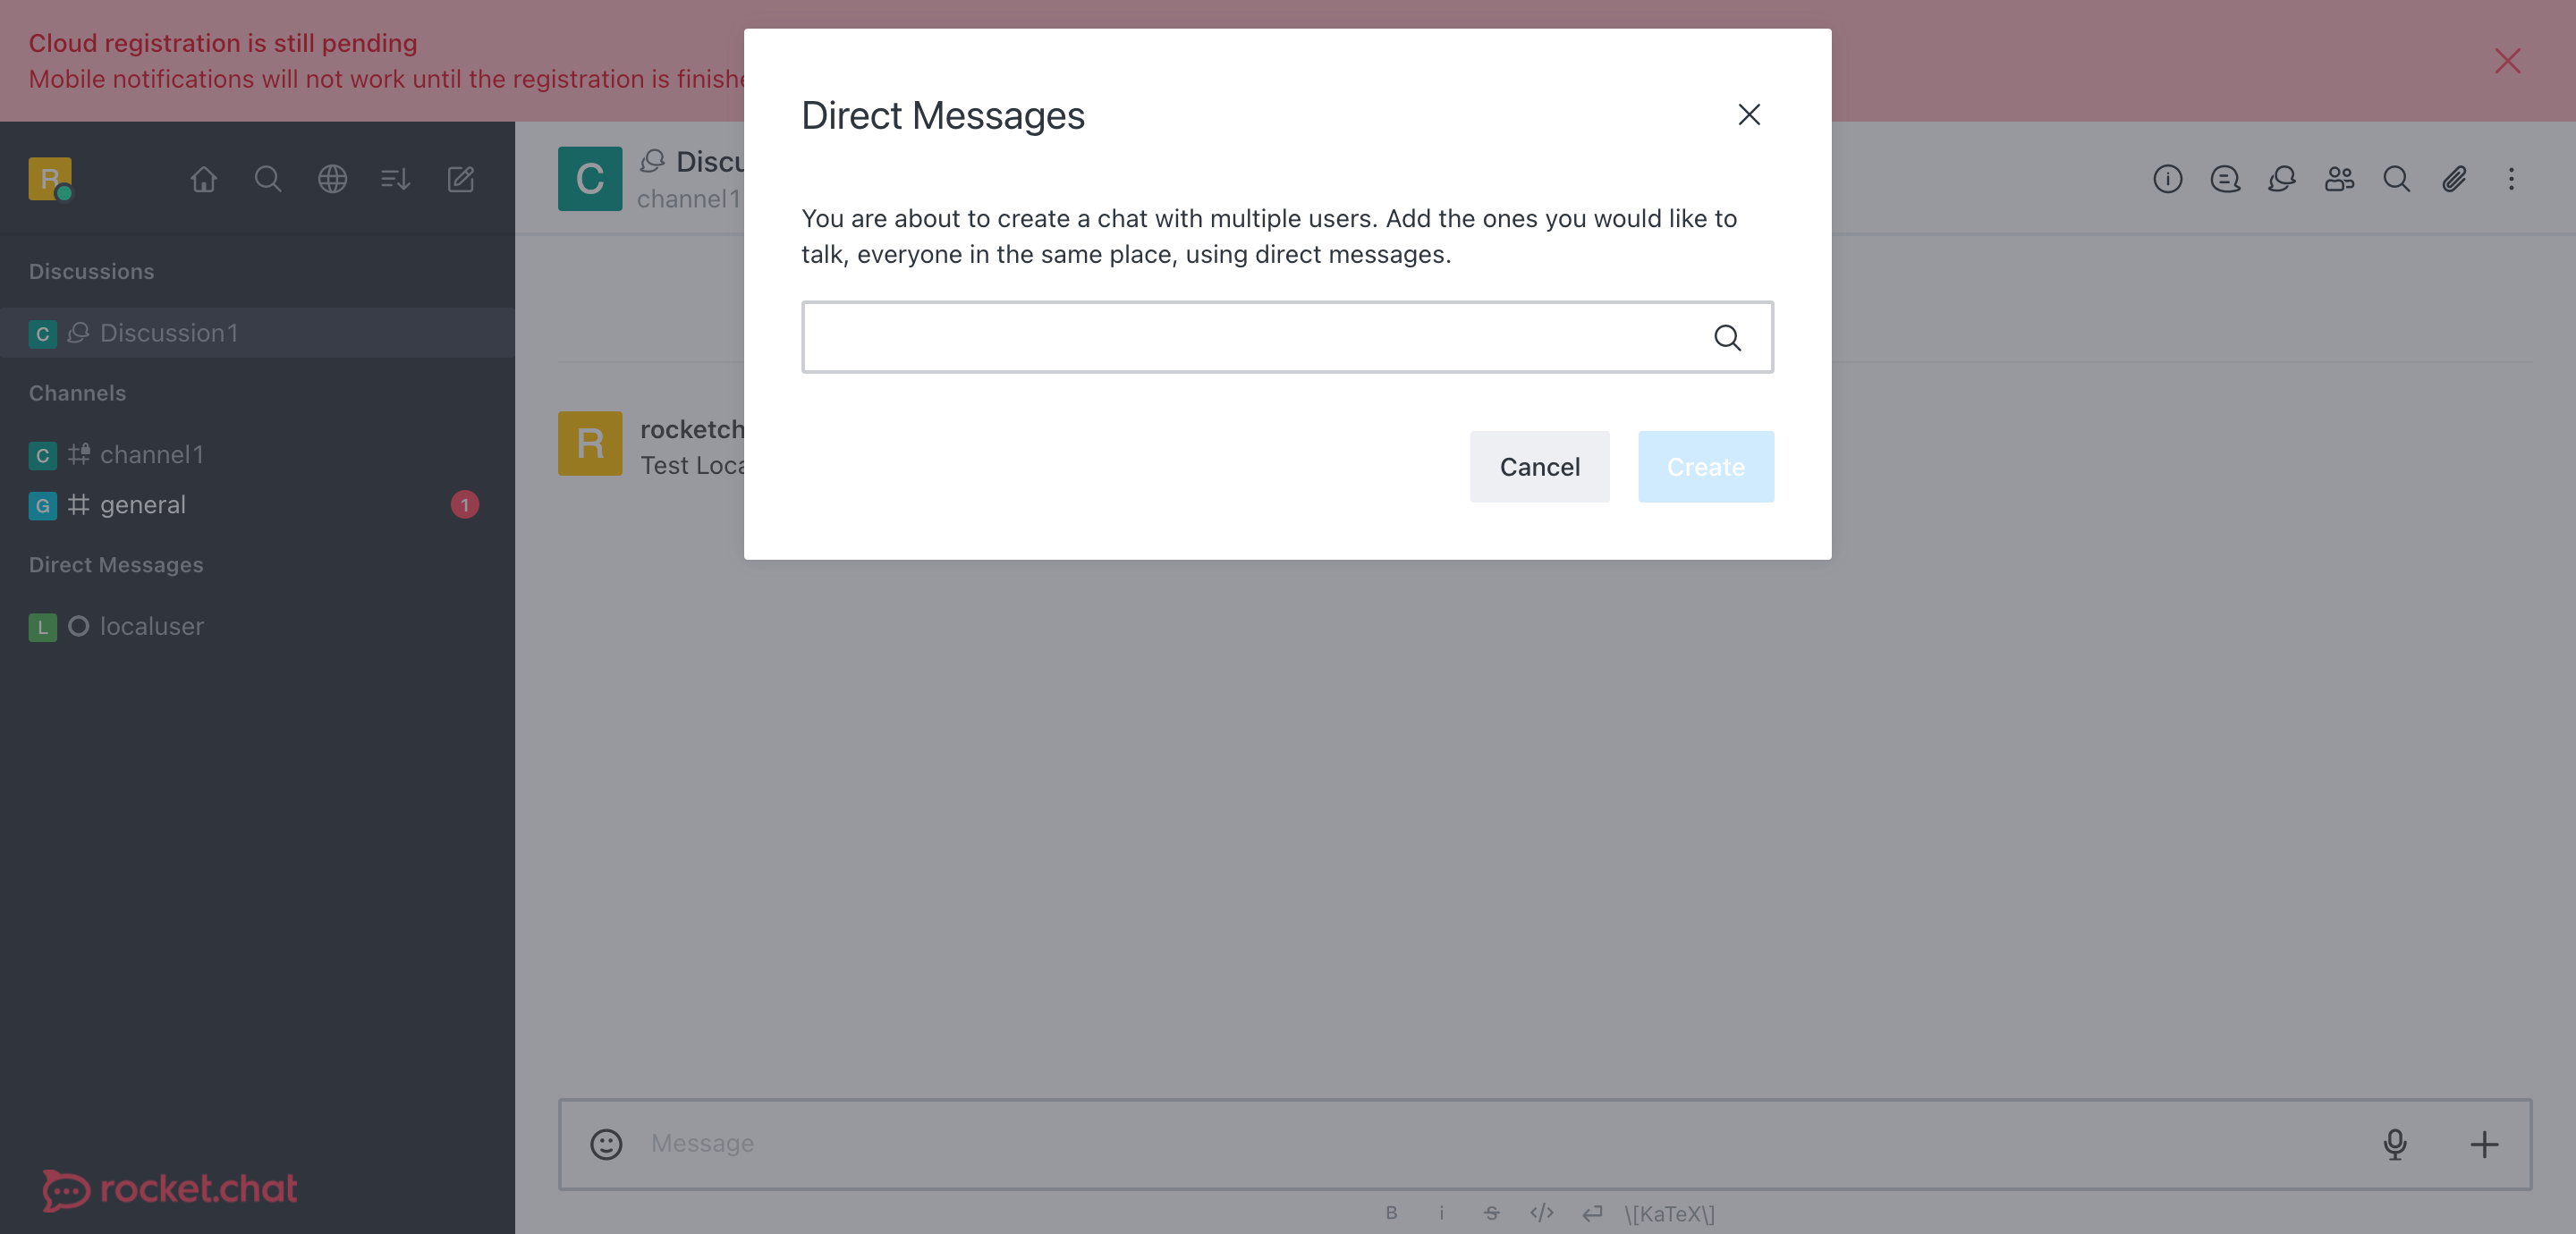 Cloud registration is still pending
Mobile notifications will not work until the registration is finishe
Direct Messages
You are about to create a chat with multiple users. Add the ones you would like to
talk, everyone in the same place, using direct messages.
Cancel
Create
R
Discussions
C Discussion1
Channels
C channel1
G general 1
Direct Messages
L localuser
rocket.chat
C Discu
channel1
R rocketch
Test Loca
Message
B i S </> \[KaTeX\]